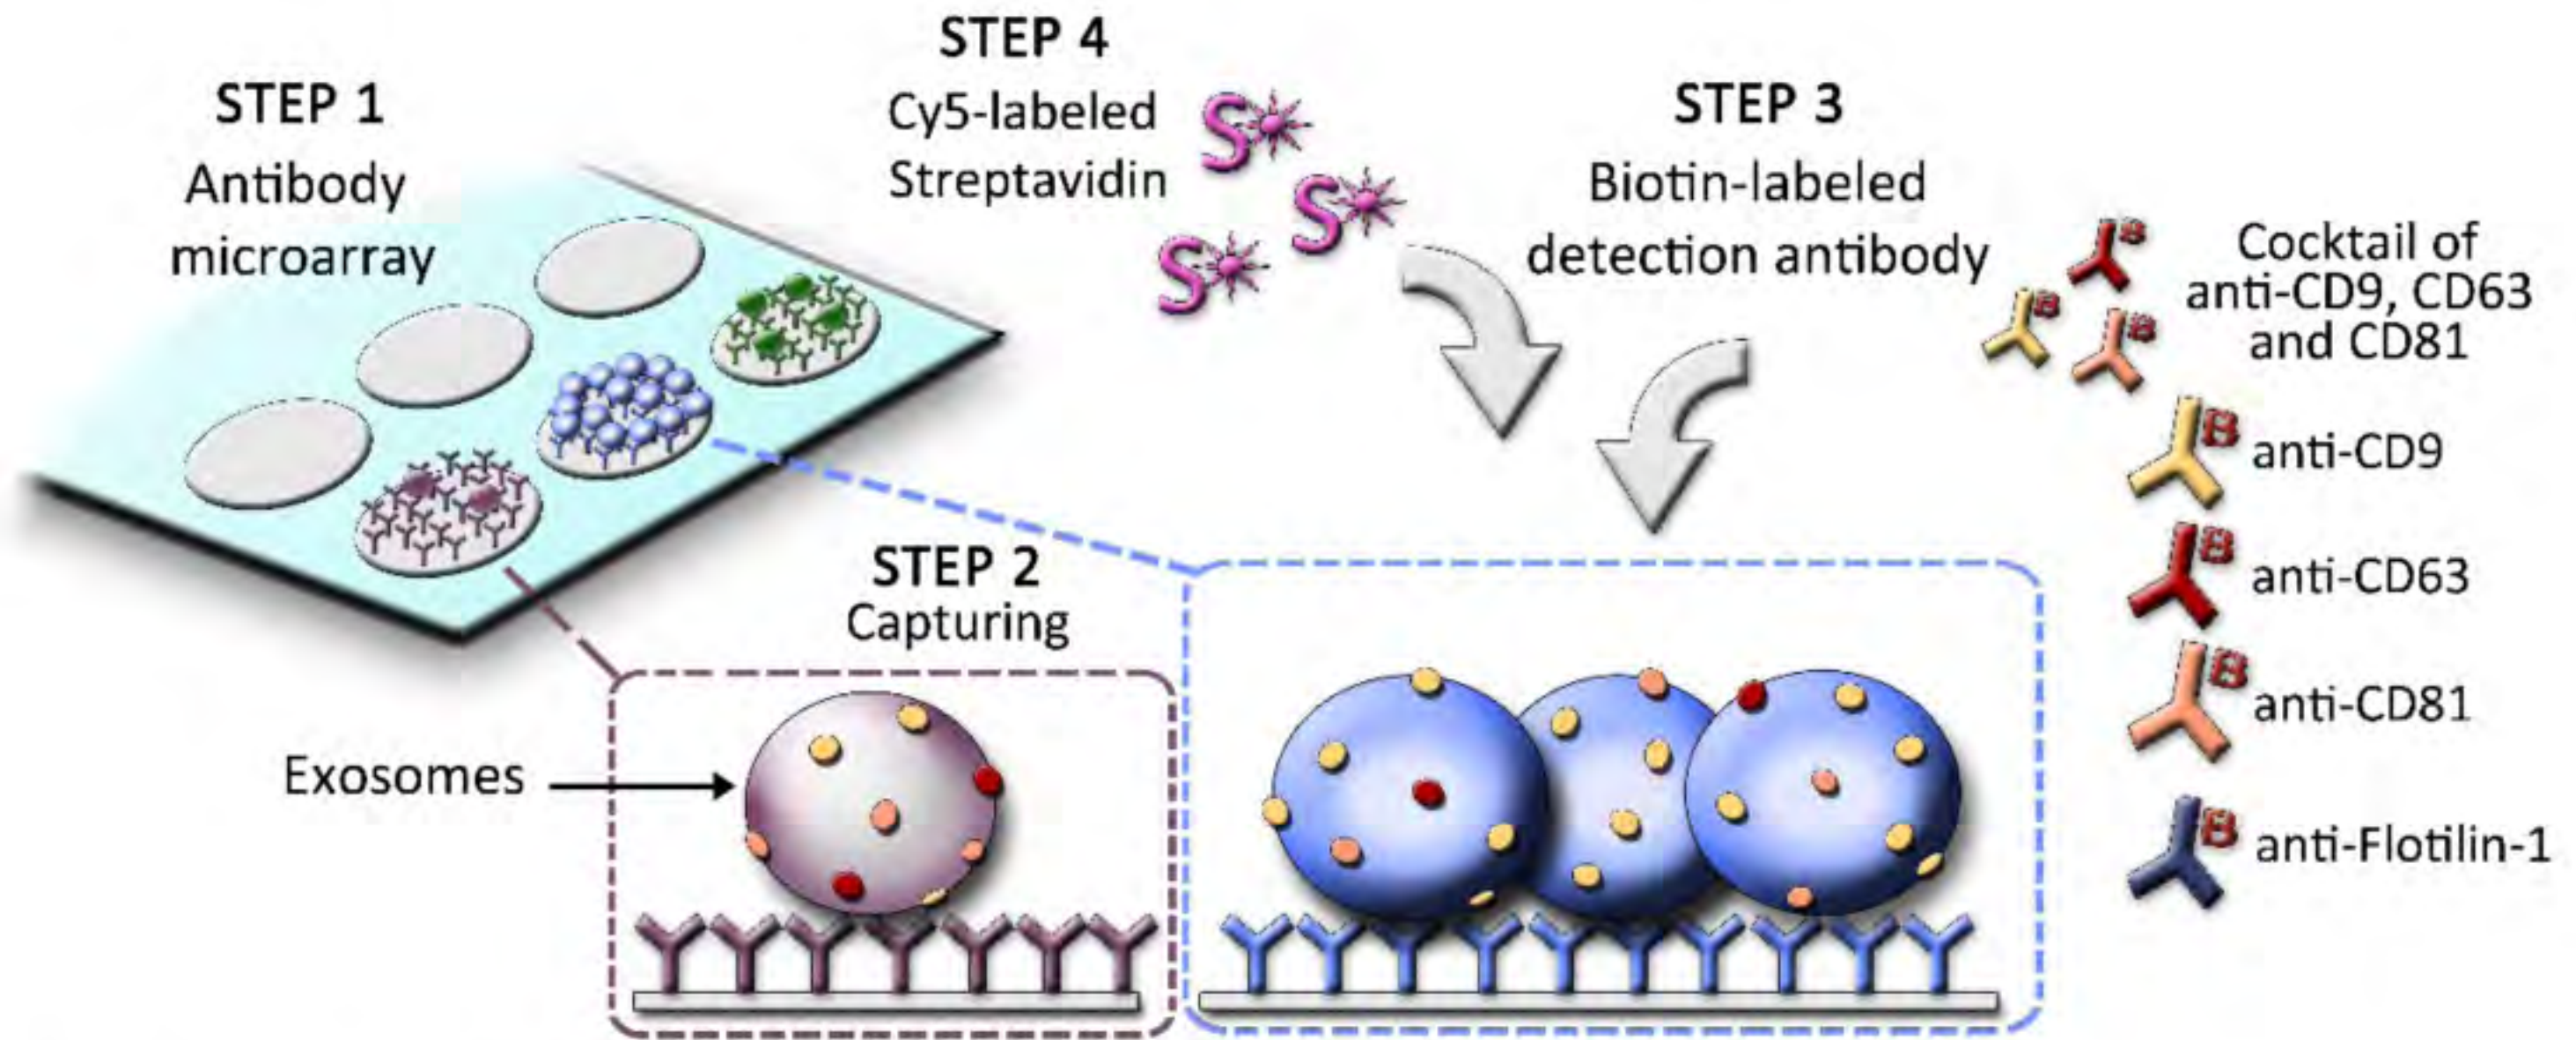 STEP 1
Antibody
microarray
STEP 4
Cy5-labeled
Streptavidin
S
S
S
STEP 3
Biotin-labeled
detection antibody
B
B
B
Cocktail of
anti-CD9, CD63
and CD81
B
anti-CD9
B
anti-CD63
B
anti-CD81
B
anti-Flotilin-1
STEP 2
Capturing
Exosomes